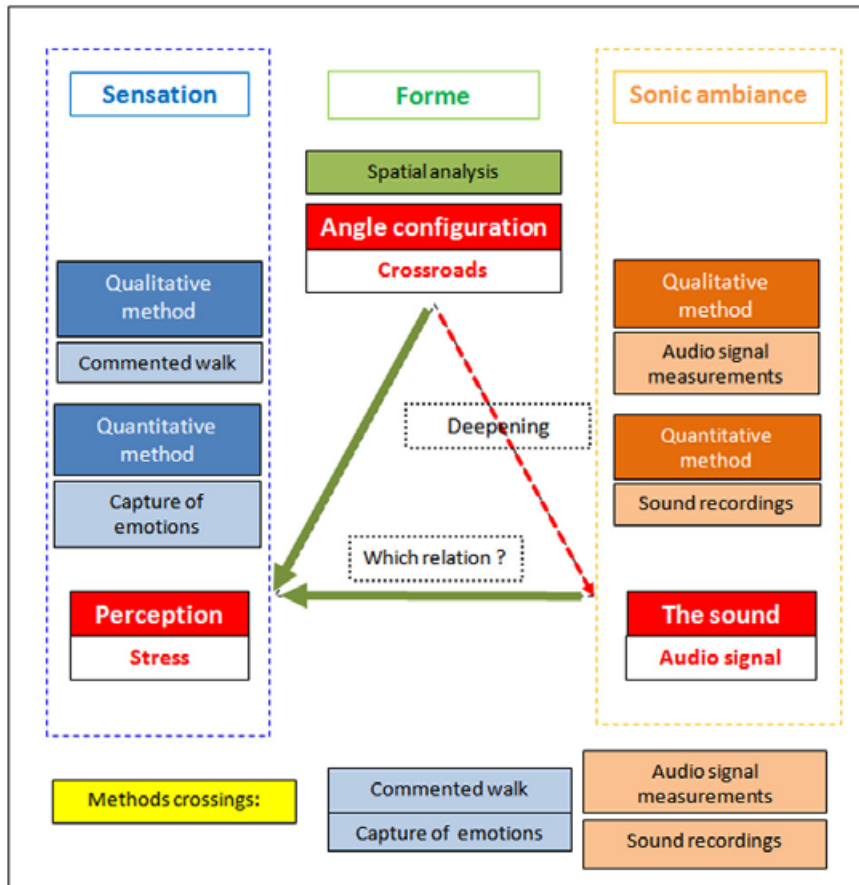 Sensation
Forme
Sonic ambiance
Spatial analysis
Angle configuration
Crossroads
Qualitative
method
Commented walk
Quantitative
method
Capture of
emotions
Qualitative
method
Audio signal
measurements
Quantitative
method
Sound recordings
Deepening
Which relation ?
Perception
Stress
The sound
Audio signal
Methods crossings:
Commented walk
Capture of emotions
Audio signal
measurements
Sound recordings